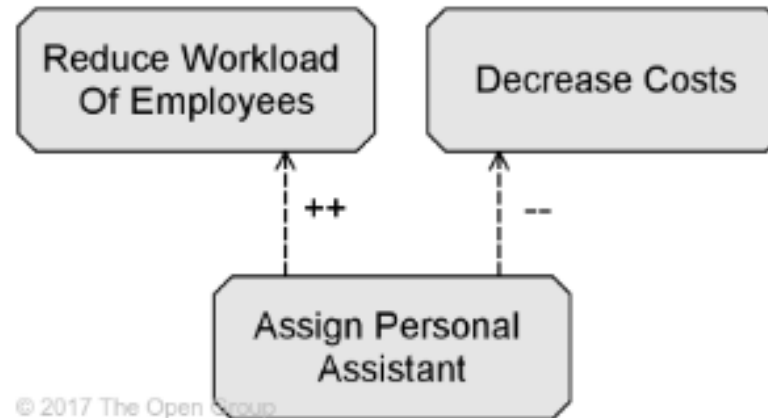 Reduce Workload
Of Employees
Decrease Costs
++
--
Assign Personal
Assistant
© 2017 The Open Group